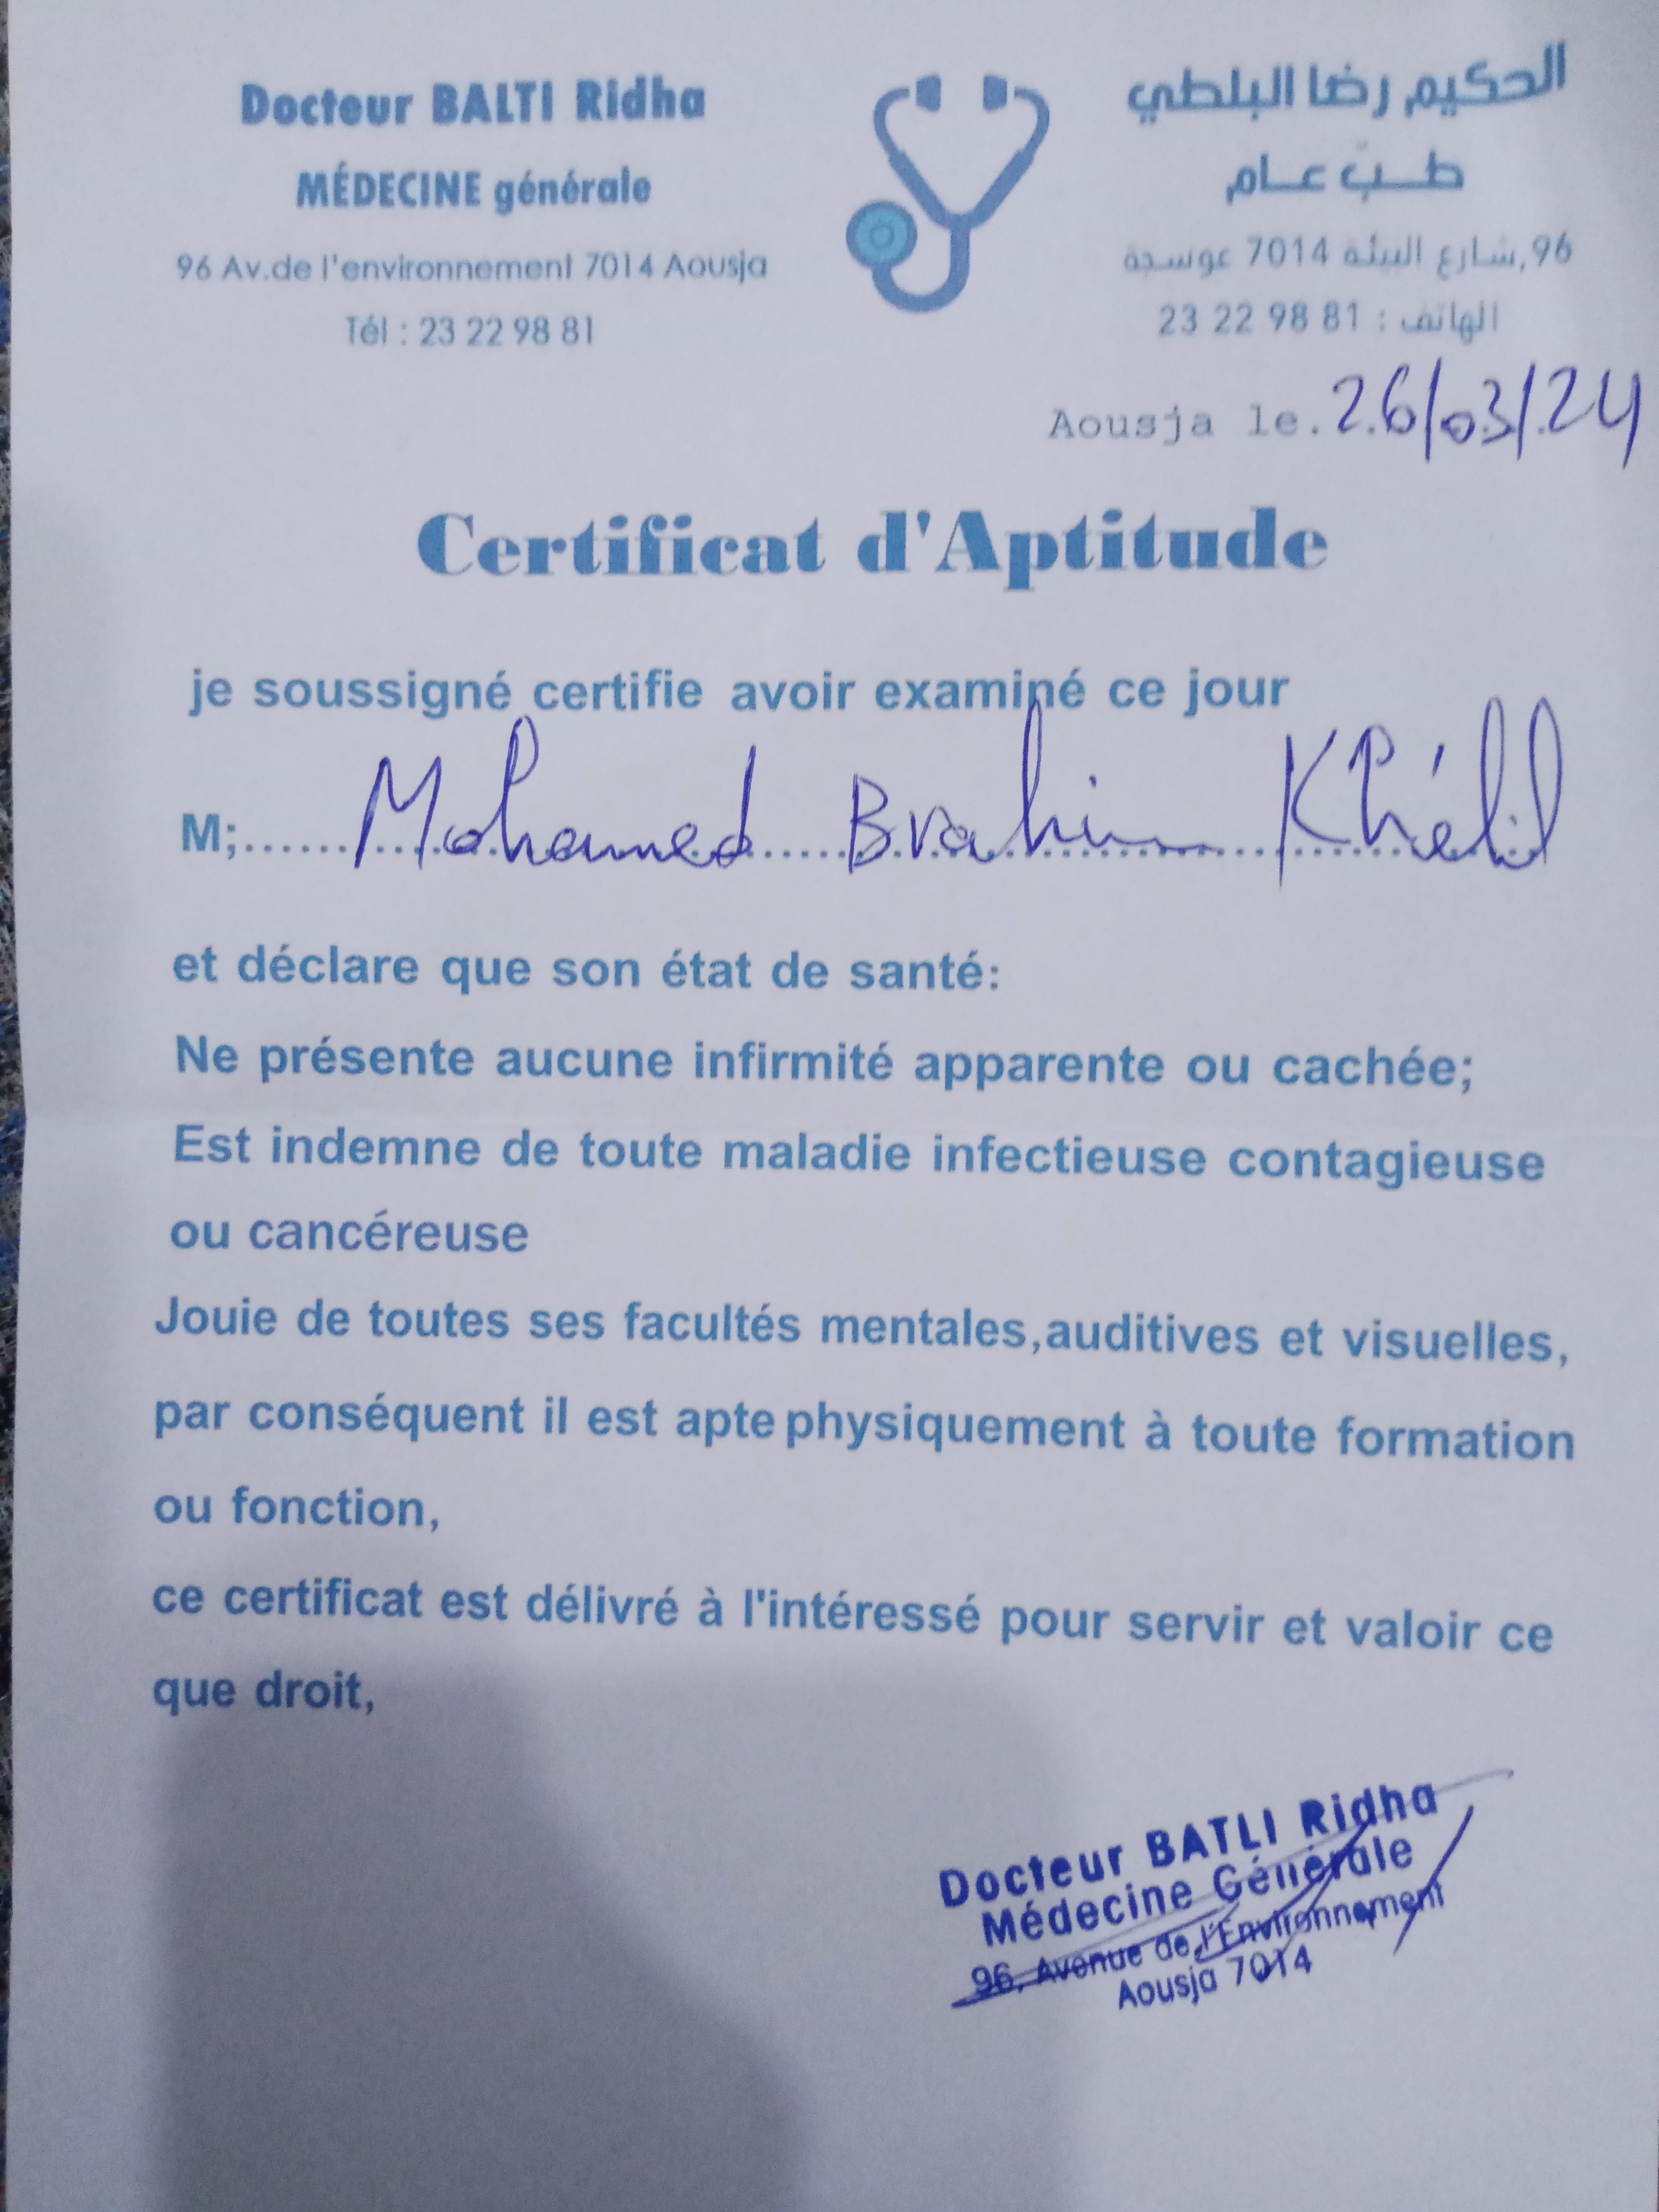 Docteur BALTI Ridha
MÉDECINE générale
96 Av.de l'environnement 7014 Aousja
Tél : 23 22 98 81
الحكيم رضا البلطي
طب عام
96,شارع البيئة 7014 عوسجة
الهاتف : 81 98 22 23
Aousja le.26/03/24
Certificat d'Aptitude
je soussigné certifie avoir examiné ce jour
M;......Mohamed Brahim Khélil
et déclare que son état de santé:
Ne présente aucune infirmité apparente ou cachée;
Est indemne de toute maladie infectieuse contagieuse
ou cancéreuse
Jouie de toutes ses facultés mentales,auditives et visuelles,
par conséquent il est apte physiquement à toute formation
ou fonction,
ce certificat est délivré à l'intéressé pour servir et valoir ce
que droit,
Docteur BATLI Ridha
Médecine Générale
96, Avenue de l'Environnement
Aousja 7014